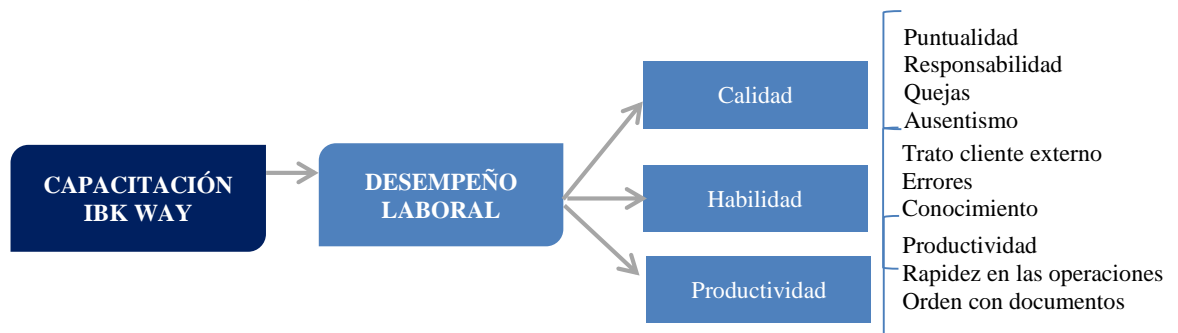 CAPACITACIÓN
IBK WAY
DESEMPEÑO
LABORAL
Calidad
Habilidad
Productividad
Puntualidad
Responsabilidad
Quejas
Ausentismo
Trato cliente externo
Errores
Conocimiento
Productividad
Rapidez en las operaciones
Orden con documentos